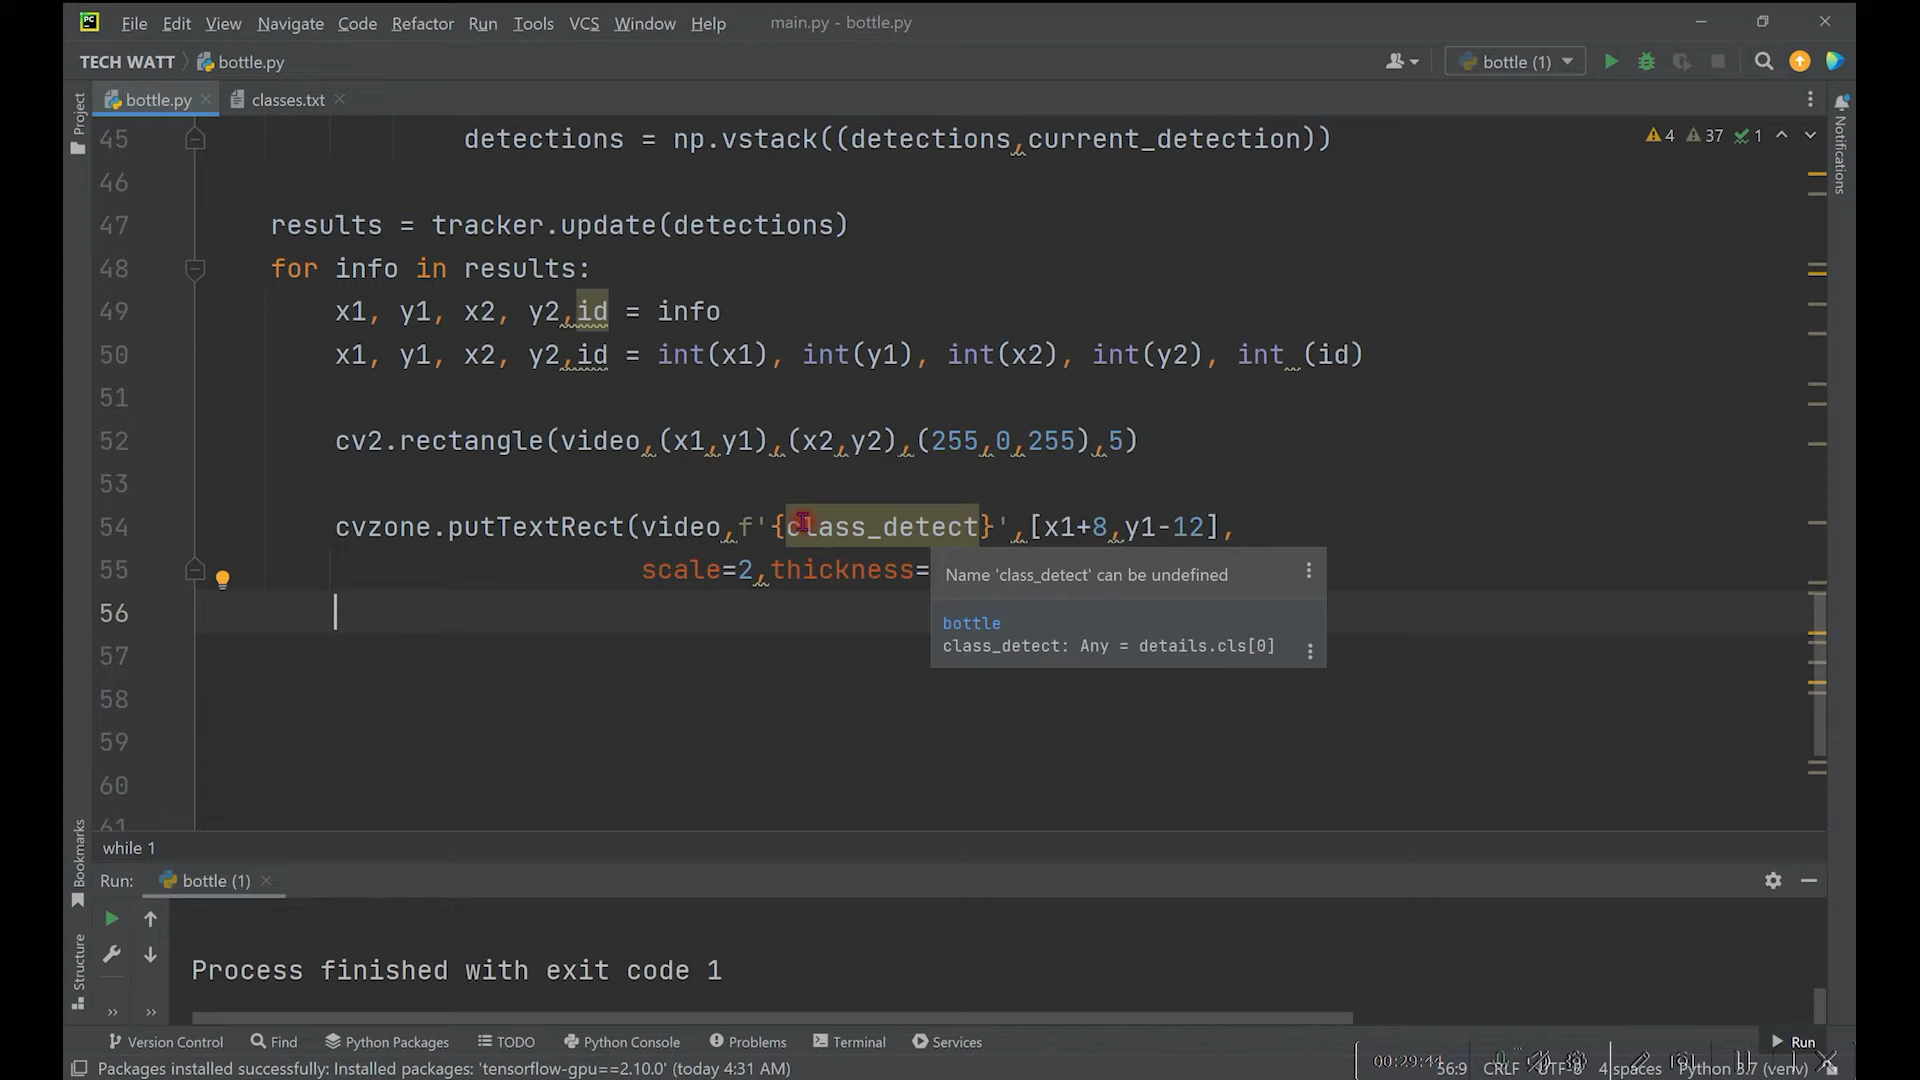 File Edit View Navigate Code Refactor Run Tools VCS Window Help main.py - bottle.py
TECH WATT bottle.py bottle (1)
bottle.py classes.txt
Project
Notifications
4 37 1
45 detections = np.vstack((detections,current_detection))
46
47 results = tracker.update(detections)
48 for info in results:
49 x1, y1, x2, y2,id = info
50 x1, y1, x2, y2,id = int(x1), int(y1), int(x2), int(y2), int (id)
51
52 cv2.rectangle(video,(x1,y1),(x2,y2),(255,0,255),5)
53
54 cvzone.putTextRect(video,f'{class_detect}',[x1+8,y1-12],
55 scale=2,thickness=
Name 'class_detect' can be undefined
bottle
class_detect: Any = details.cls[0]
56
57
58
59
60
61
while 1
Bookmarks
Structure
Run: bottle (1)
Process finished with exit code 1
Version Control Find Python Packages TODO Python Console Problems Terminal Services Run
Packages installed successfully: Installed packages: 'tensorflow-gpu==2.10.0' (today 4:31 AM) 00:29:44 56:9 CRLF UTF-8 4 spaces Python 3.7 (venv)